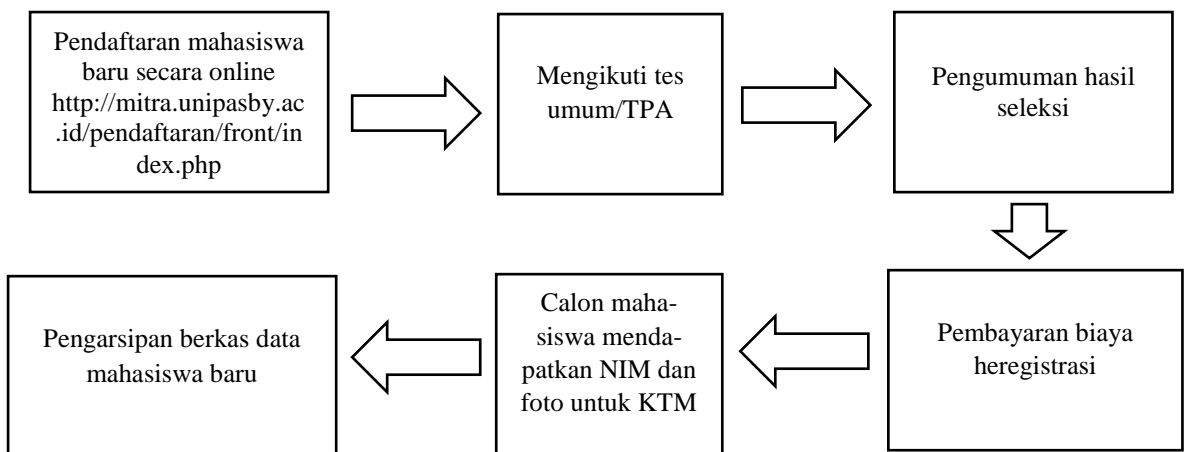 Pendaftaran mahasiswa
baru secara online
http://mitra.unipasby.ac
.id/pendaftaran/front/in
dex.php
Mengikuti tes
umum/TPA
Pengumuman hasil
seleksi
Pembayaran biaya
heregistrasi
Calon maha-
siswa menda-
patkan NIM dan
foto untuk KTM
Pengarsipan berkas data
mahasiswa baru